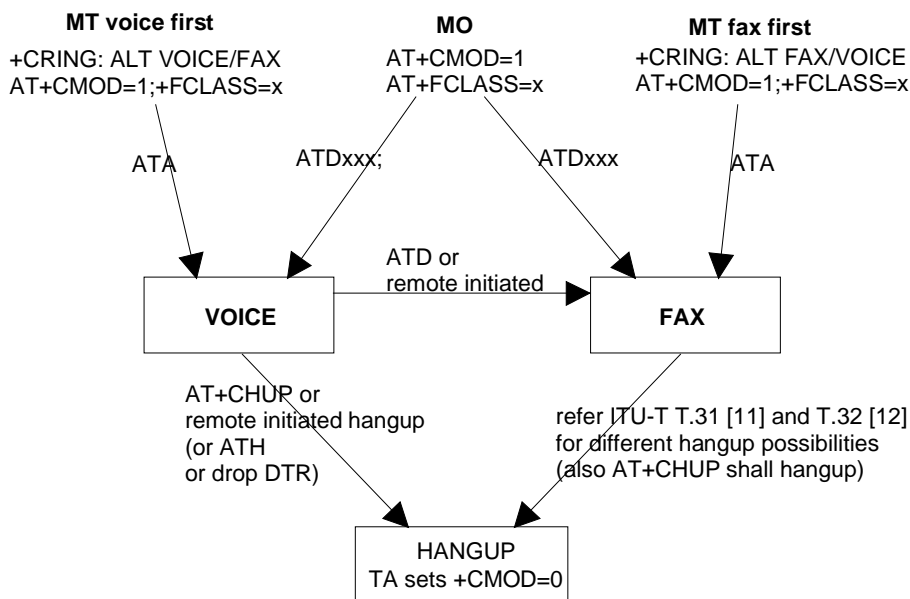 MT voice first
+CRING: ALT VOICE/FAX
AT+CMOD=1;+FCLASS=x
MO
AT+CMOD=1
AT+FCLASS=x
MT fax first
+CRING: ALT FAX/VOICE
AT+CMOD=1;+FCLASS=x
ATA
ATDxxx;
ATDxxx
ATA
ATD or
remote initiated
VOICE
FAX
AT+CHUP or
remote initiated hangup
(or ATH
or drop DTR)
refer ITU-T T.31 [11] and T.32 [12]
for different hangup possibilities
(also AT+CHUP shall hangup)
HANGUP
TA sets +CMOD=0